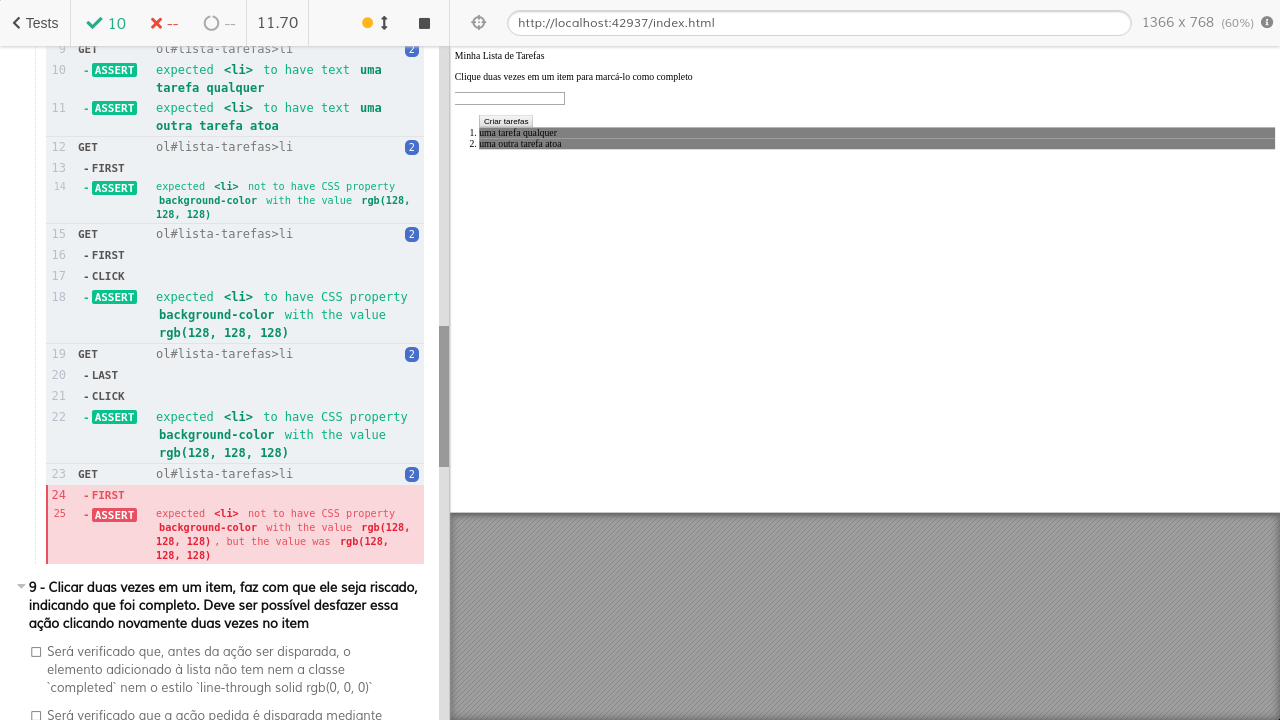 Tests
10
--
--
11.70
http://localhost:42937/index.html
1366 x 768 (60%)
9 GET ol#lista-tarefas>li 2
10 -ASSERT expected <li> to have text uma
tarefa qualquer
11 -ASSERT expected <li> to have text uma
outra tarefa atoa
12 GET ol#lista-tarefas>li 2
13 -FIRST
14 -ASSERT expected <li> not to have CSS property
background-color with the value rgb(128,
128, 128)
15 GET ol#lista-tarefas>li 2
16 -FIRST
17 -CLICK
18 -ASSERT expected <li> to have CSS property
background-color with the value
rgb(128, 128, 128)
19 GET ol#lista-tarefas>li 2
20 -LAST
21 -CLICK
22 -ASSERT expected <li> to have CSS property
background-color with the value
rgb(128, 128, 128)
23 GET ol#lista-tarefas>li 2
24 -FIRST
25 -ASSERT expected <li> not to have CSS property
background-color with the value rgb(128,
128, 128), but the value was rgb(128,
128, 128)
9 - Clicar duas vezes em um item, faz com que ele seja riscado,
indicando que foi completo. Deve ser possível desfazer essa
ação clicando novamente duas vezes no item
Será verificado que, antes da ação ser disparada, o
elemento adicionado à lista não tem nem a classe
`completed` nem o estilo `line-through solid rgb(0, 0, 0)`
Será verificado que a ação pedida é disparada mediante
Minha Lista de Tarefas
Clique duas vezes em um item para marcá-lo como completo
Criar tarefas
1. uma tarefa qualquer
2. uma outra tarefa atoa